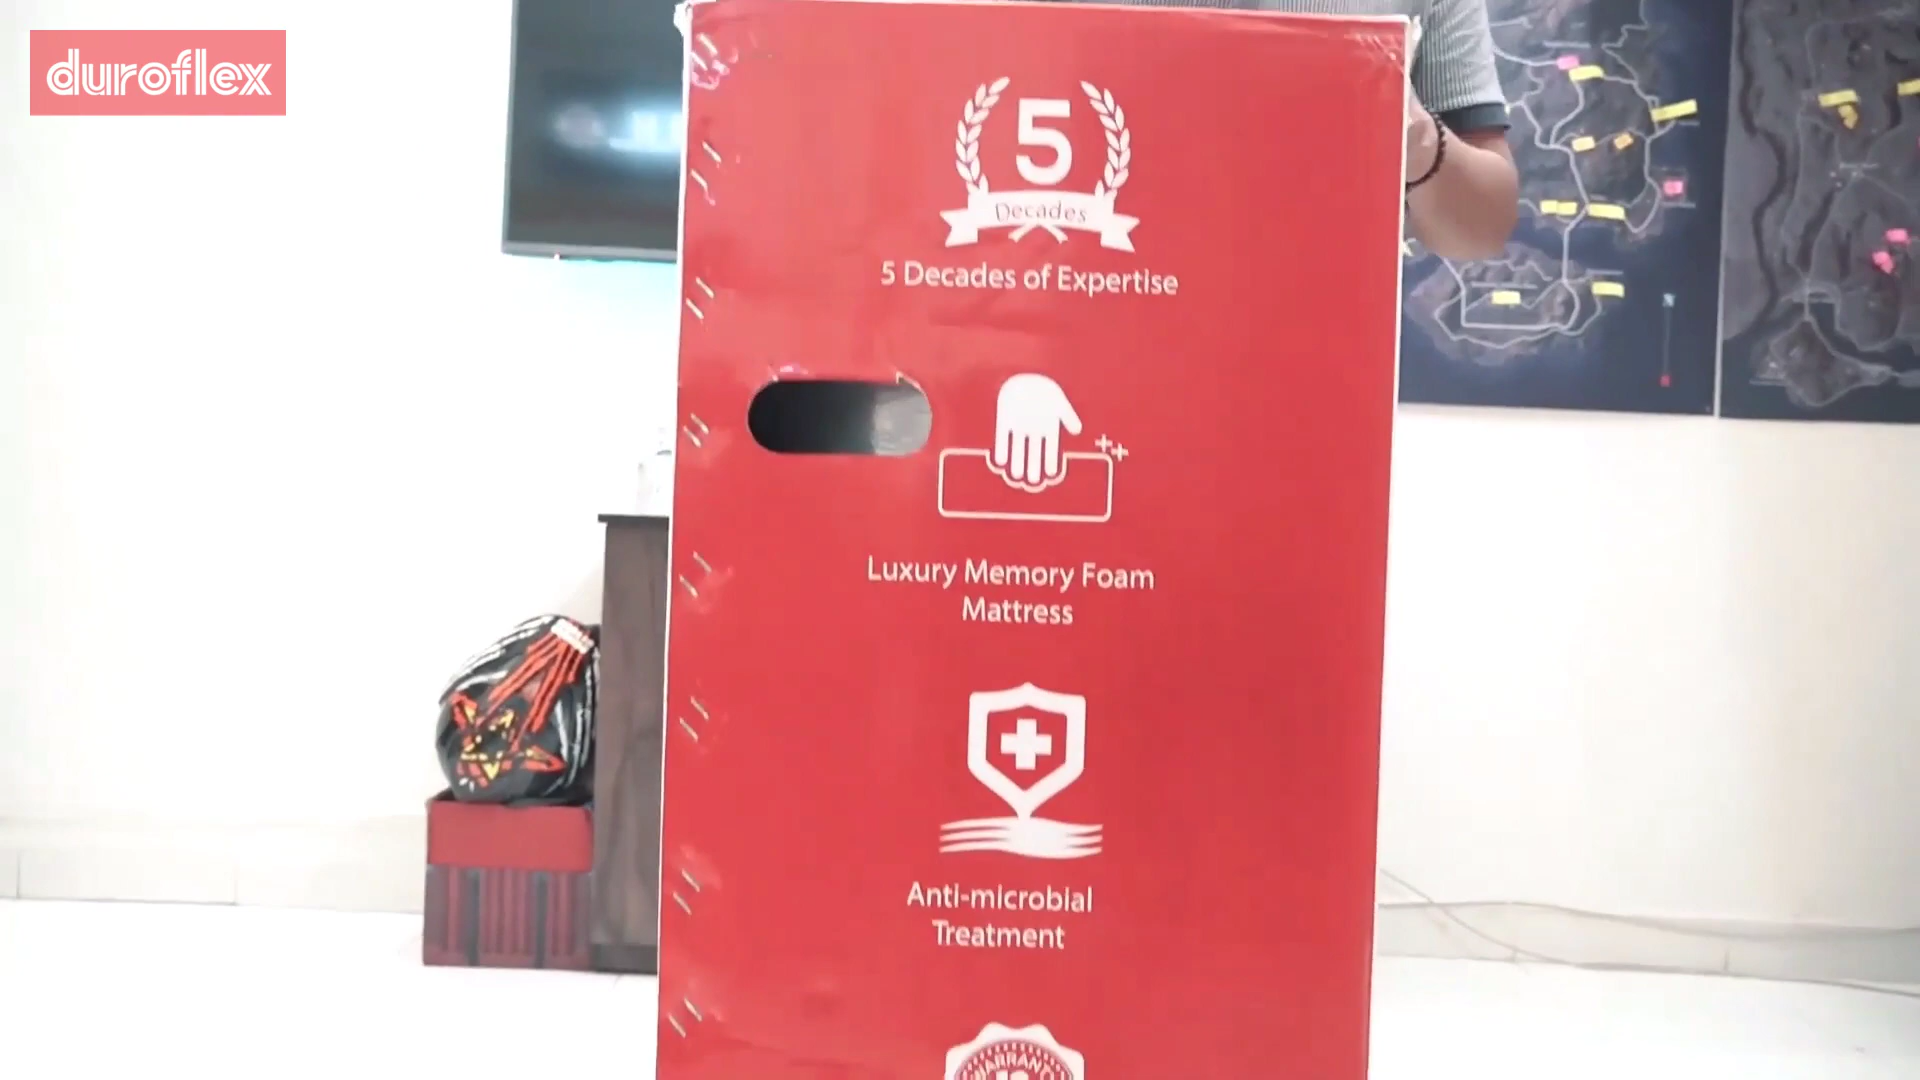 duroflex
5
Decades
5 Decades of Expertise
Luxury Memory Foam
Mattress
Anti-microbial
Treatment